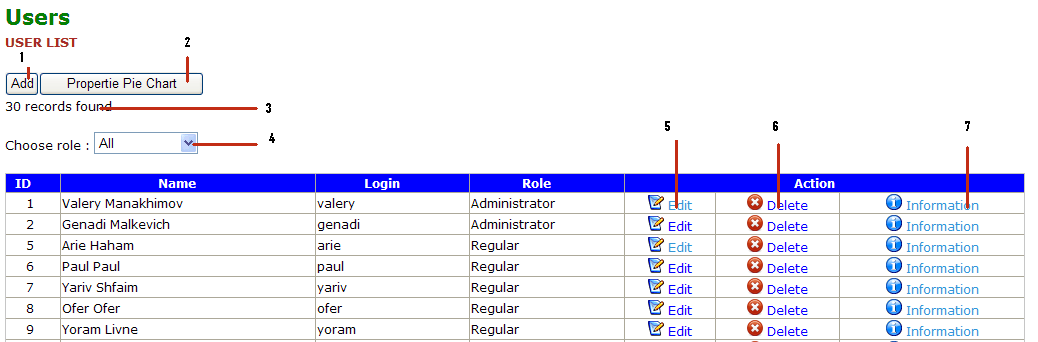 Users
USER LIST
1 2
Add Propertie Pie Chart
30 records found 3
Choose role : All 4
5 6 7
ID Name Login Role Action
1 Valery Manakhimov valery Administrator Edit Delete Information
2 Genadi Malkevich genadi Administrator Edit Delete Information
5 Arie Haham arie Regular Edit Delete Information
6 Paul Paul paul Regular Edit Delete Information
7 Yariv Shfaim yariv Regular Edit Delete Information
8 Ofer Ofer ofer Regular Edit Delete Information
9 Yoram Livne yoram Regular Edit Delete Information